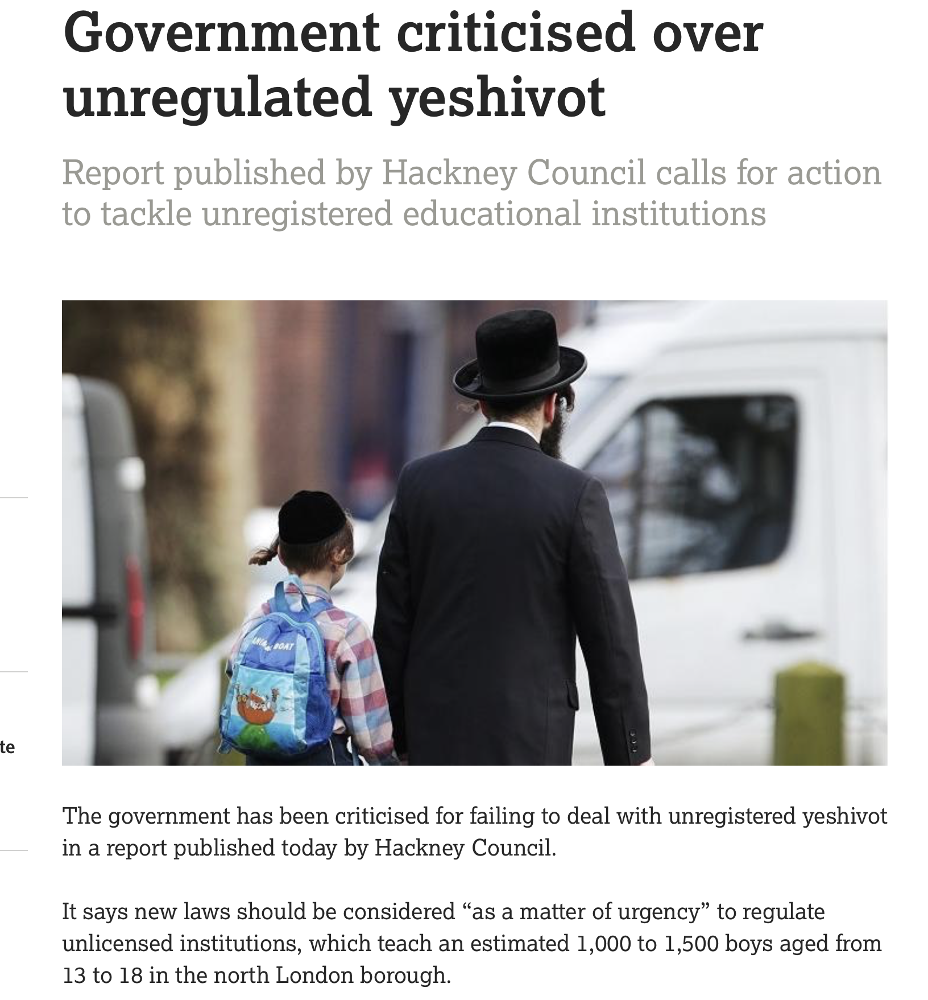 Government criticised over
unregulated yeshivot
Report published by Hackney Council calls for action
to tackle unregistered educational institutions
BOAT
te
The government has been criticised for failing to deal with unregistered yeshivot
in a report published today by Hackney Council.
It says new laws should be considered “as a matter of urgency” to regulate
unlicensed institutions, which teach an estimated 1,000 to 1,500 boys aged from
13 to 18 in the north London borough.